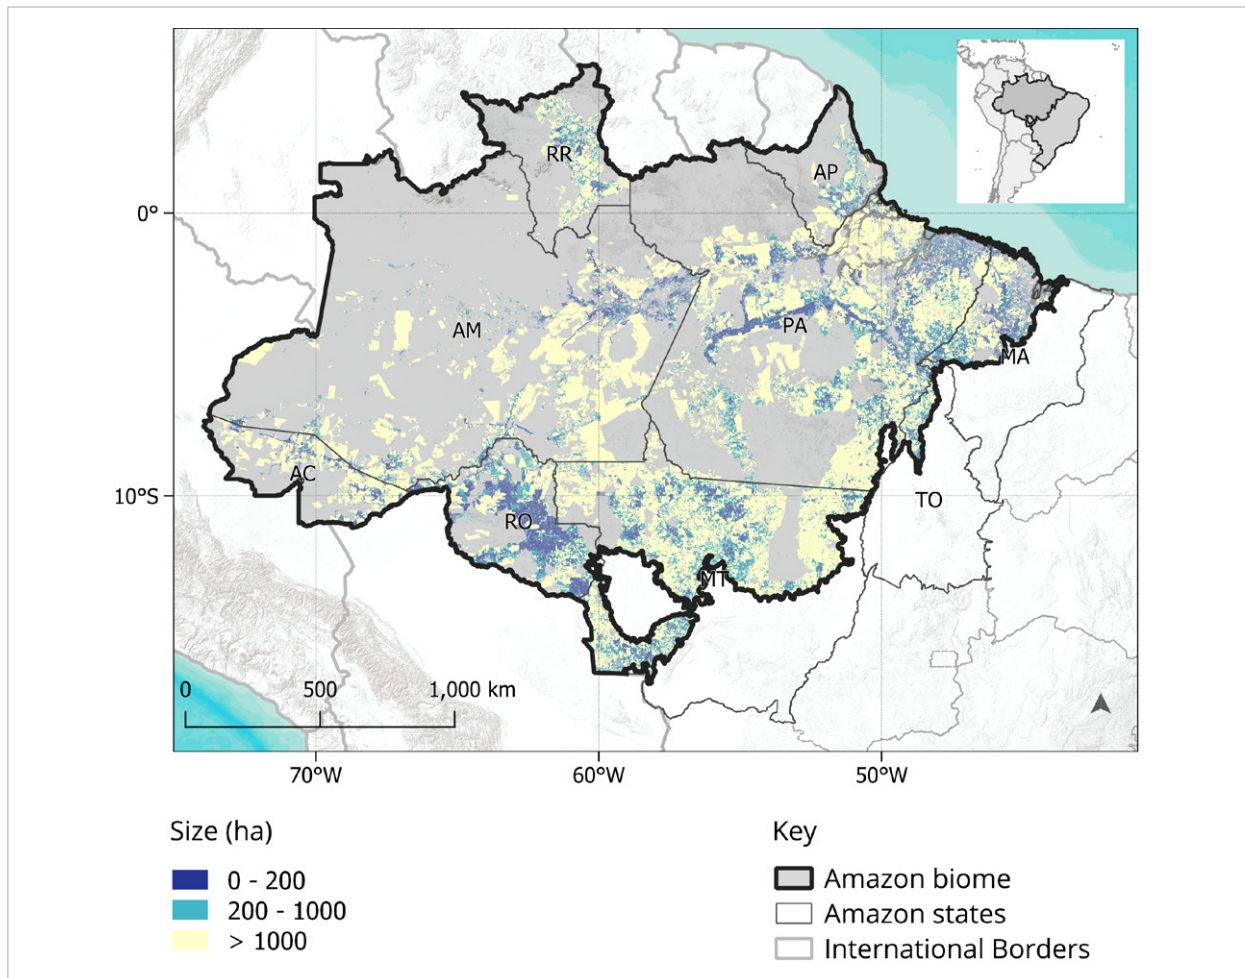 RR
AP
0°
AM
PA
MA
AC
10°S
RO
TO
MT
0 500 1,000 km
70°W 60°W 50°W
Size (ha)
0 - 200
200 - 1000
> 1000
Key
Amazon biome
Amazon states
International Borders